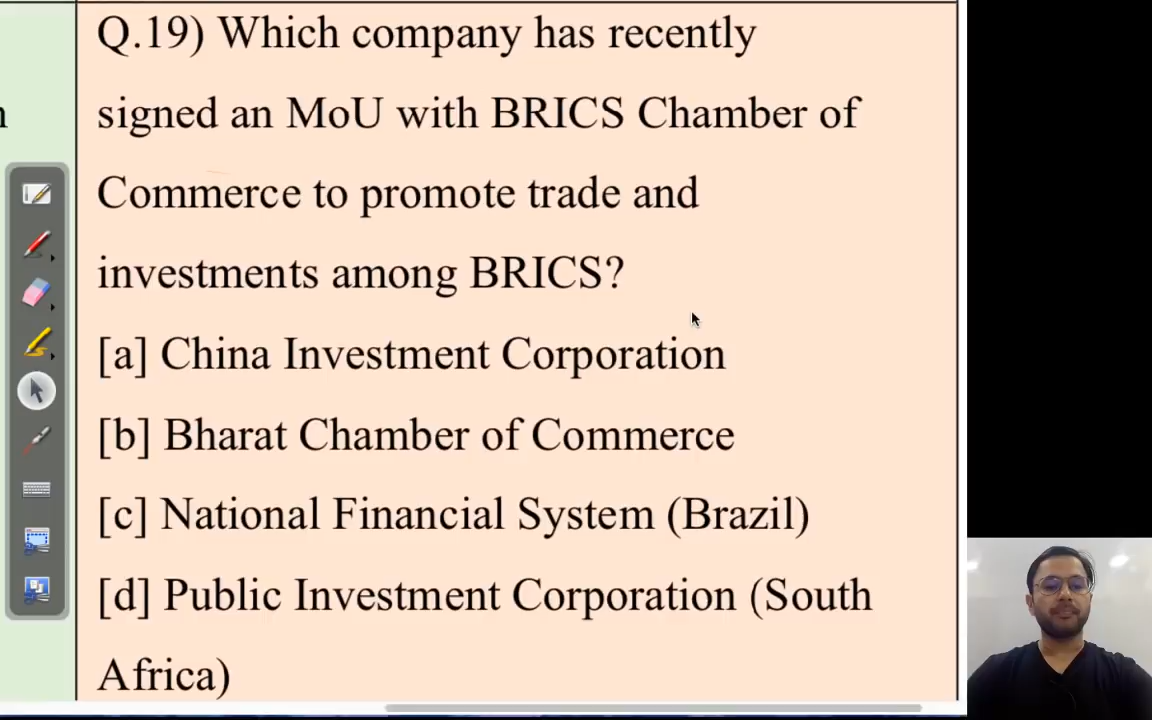 Q.19) Which company has recently
signed an MoU with BRICS Chamber of
Commerce to promote trade and
investments among BRICS?
[a] China Investment Corporation
[b] Bharat Chamber of Commerce
[c] National Financial System (Brazil)
[d] Public Investment Corporation (South
Africa)